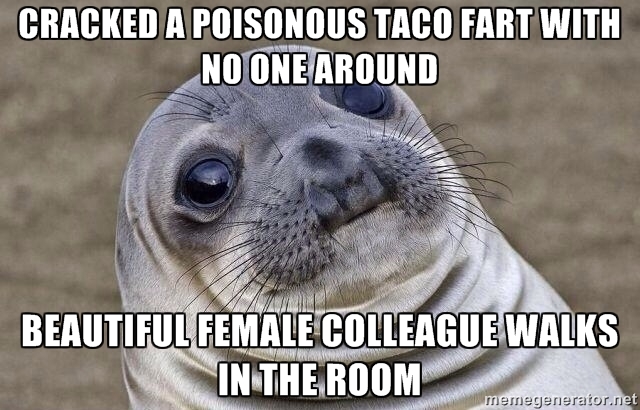 CRACKED A POISONOUS TACO FART WITH
NO ONE AROUND
BEAUTIFUL FEMALE COLLEAGUE WALKS
IN THE ROOM
memegenerator.net